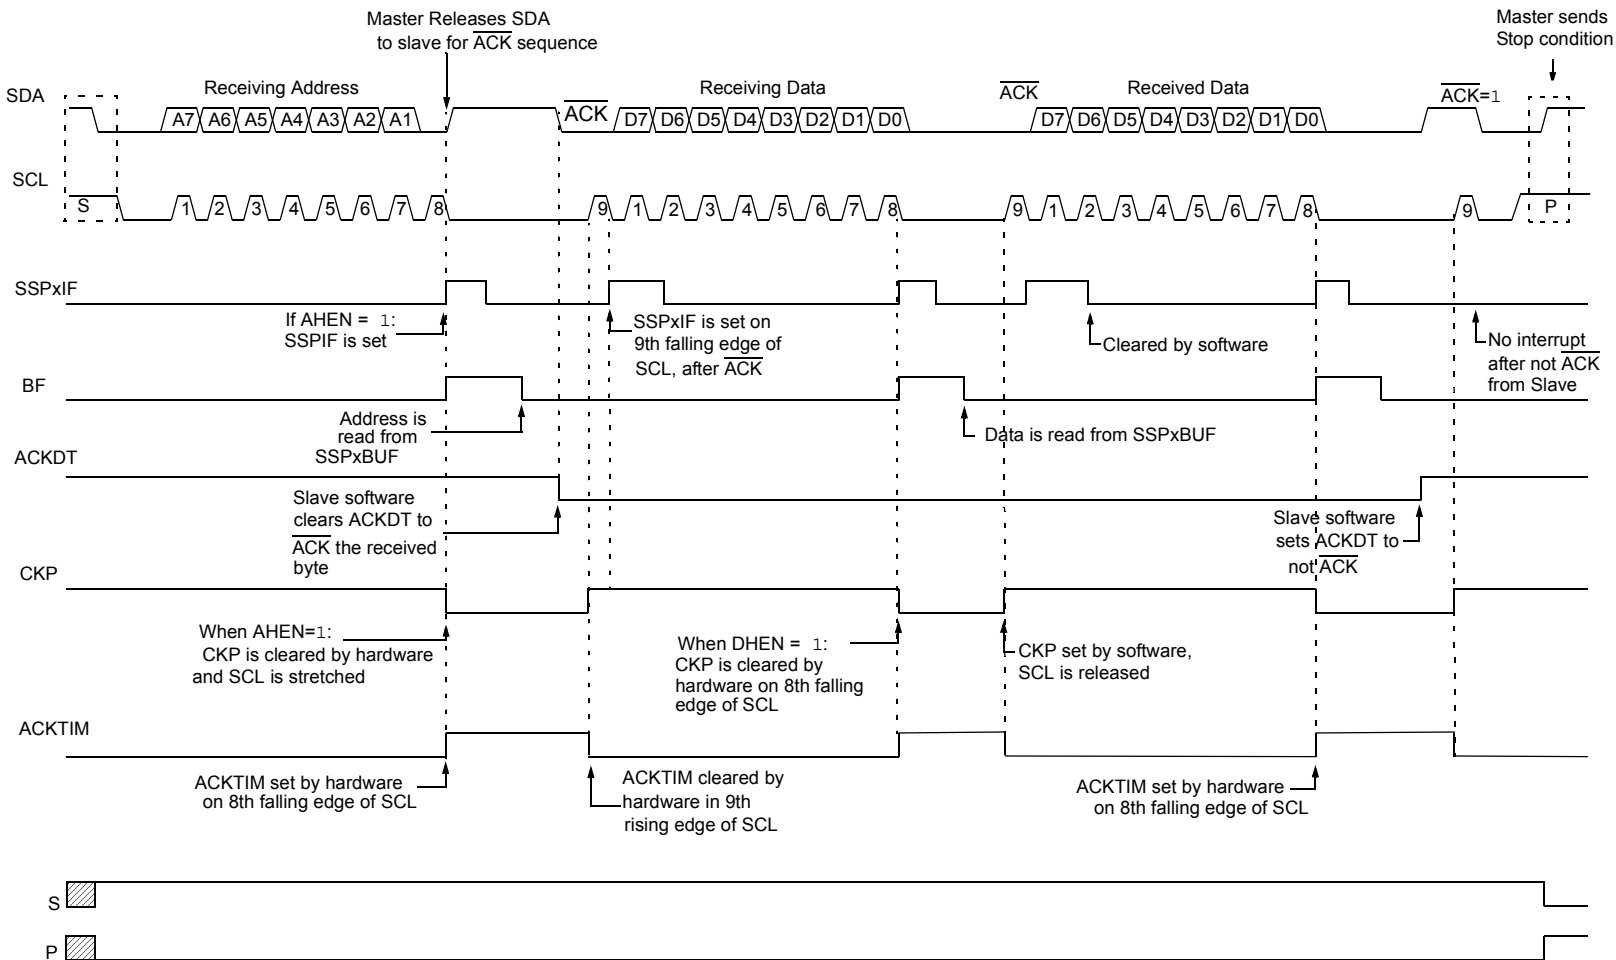 Master Releases SDA
to slave for ACK sequence
Master sends
Stop condition
SDA
Receiving Address
Receiving Data
ACK
Received Data
ACK=1
A7 A6 A5 A4 A3 A2 A1
ACK
D7 D6 D5 D4 D3 D2 D1 D0
D7 D6 D5 D4 D3 D2 D1 D0
SCL
S
1 2 3 4 5 6 7 8
9 1 2 3 4 5 6 7 8
9 1 2 3 4 5 6 7 8
9
P
SSPxIF
If AHEN = 1:
SSPIF is set
SSPxIF is set on
9th falling edge of
SCL, after ACK
Cleared by software
No interrupt
after not ACK
from Slave
BF
Address is
read from
SSPxBUF
Data is read from SSPxBUF
ACKDT
Slave software
clears ACKDT to
ACK the received
byte
Slave software
sets ACKDT to
not ACK
CKP
When AHEN=1:
CKP is cleared by hardware
and SCL is stretched
When DHEN = 1:
CKP is cleared by
hardware on 8th falling
edge of SCL
CKP set by software,
SCL is released
ACKTIM
ACKTIM set by hardware
on 8th falling edge of SCL
ACKTIM cleared by
hardware in 9th
rising edge of SCL
ACKTIM set by hardware
on 8th falling edge of SCL
S
P